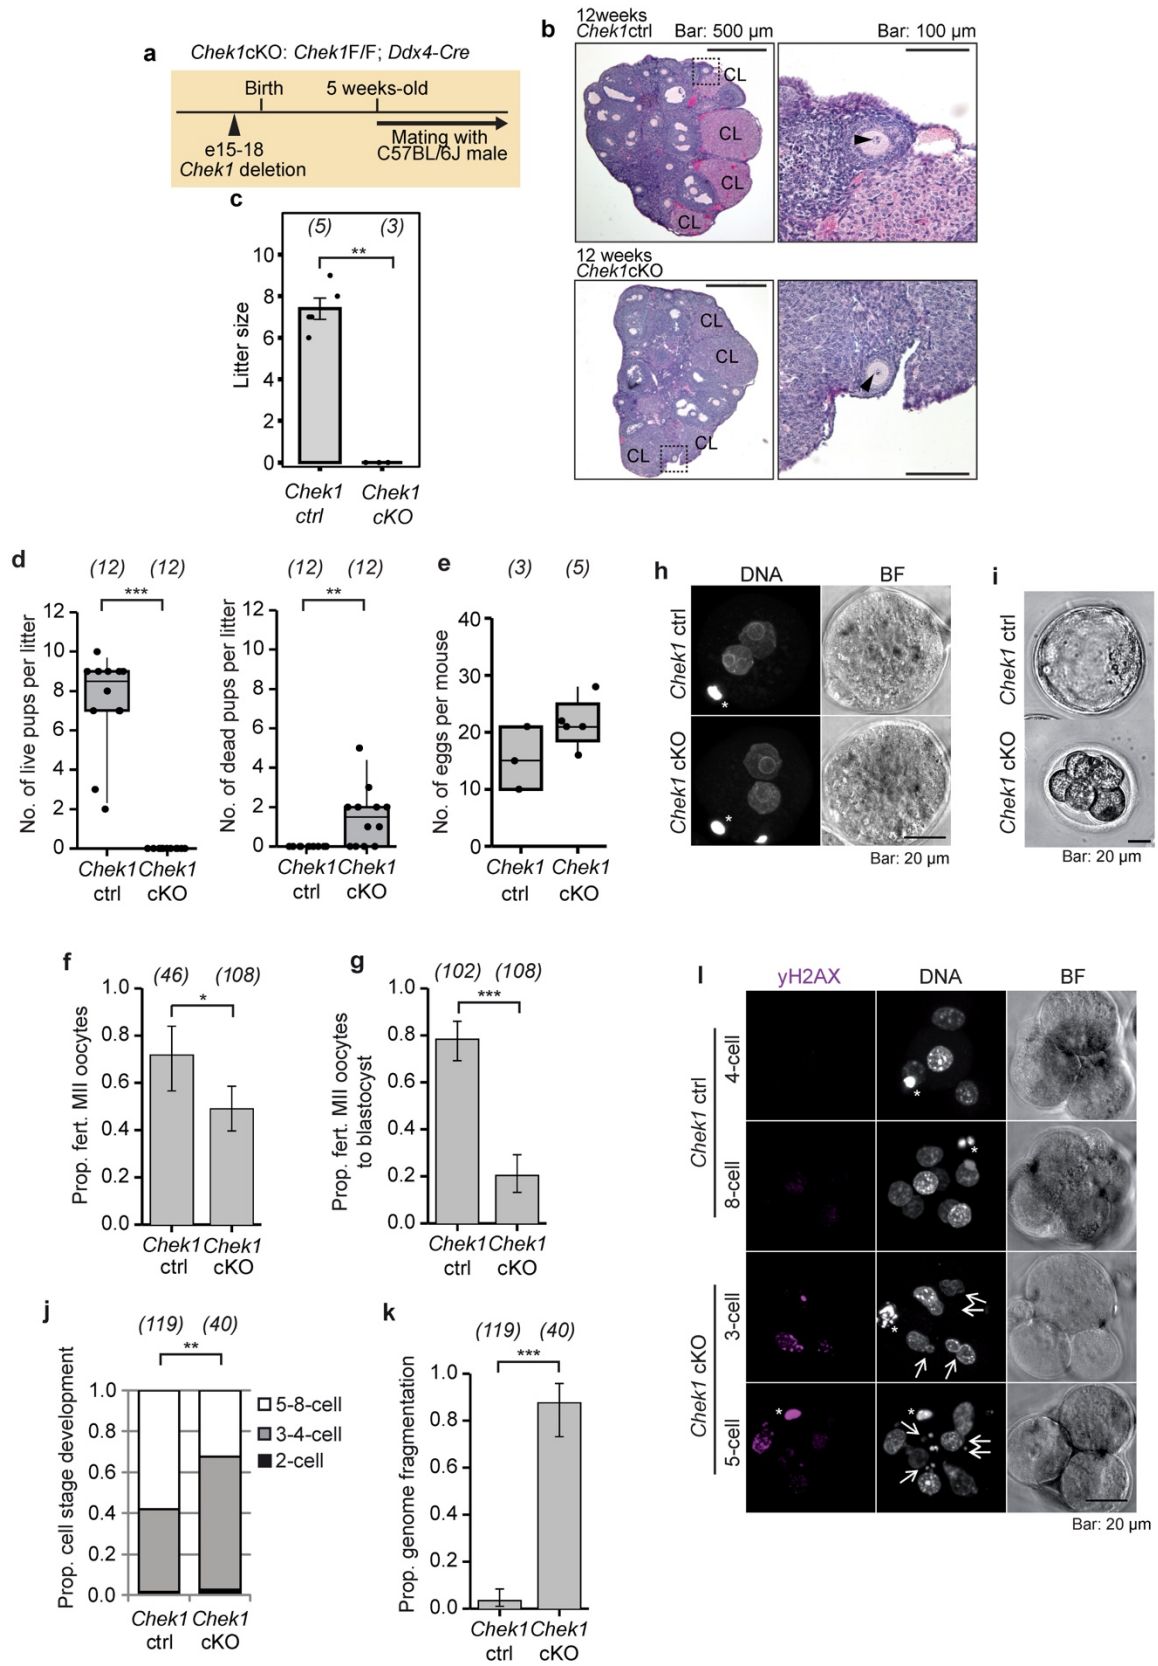 a
Chek1cKO: Chek1F/F; Ddx4-Cre
Birth
5 weeks-old
e15-18
Chek1 deletion
Mating with
C57BL/6J male
b
12weeks
Chek1ctrl
Bar: 500 µm
Bar: 100 µm
CL
CL
CL
CL
12 weeks
Chek1cKO
CL
CL
CL
CL
c
(5)
(3)
**
10
8
6
4
2
0
Litter size
Chek1
ctrl
Chek1
cKO
d
(12)
(12)
***
12
10
8
6
4
2
0
No. of live pups per litter
Chek1
ctrl
Chek1
cKO
(12)
(12)
**
12
10
8
6
4
2
0
No. of dead pups per litter
Chek1
ctrl
Chek1
cKO
e
(3)
(5)
40
30
20
10
0
No. of eggs per mouse
Chek1
ctrl
Chek1
cKO
h
DNA
BF
Chek1 ctrl
*
Chek1 cKO
*
Bar: 20 µm
i
Chek1 ctrl
Chek1 cKO
Bar: 20 µm
f
(46)
(108)
*
1.0
0.8
0.6
0.4
0.2
0.0
Prop. fert. MII oocytes
Chek1
ctrl
Chek1
cKO
g
(102)
(108)
***
1.0
0.8
0.6
0.4
0.2
0.0
Prop. fert. MII oocytes
to blastocyst
Chek1
ctrl
Chek1
cKO
j
(119)
(40)
**
1.0
0.8
0.6
0.4
0.2
0.0
Prop. cell stage development
5-8-cell
3-4-cell
2-cell
Chek1
ctrl
Chek1
cKO
k
(119)
(40)
***
1.0
0.8
0.6
0.4
0.2
0.0
Prop. genome fragmentation
Chek1
ctrl
Chek1
cKO
l
yH2AX
DNA
BF
Chek1 ctrl
4-cell
*
8-cell
*
Chek1 cKO
3-cell
*
5-cell
*
*
Bar: 20 µm